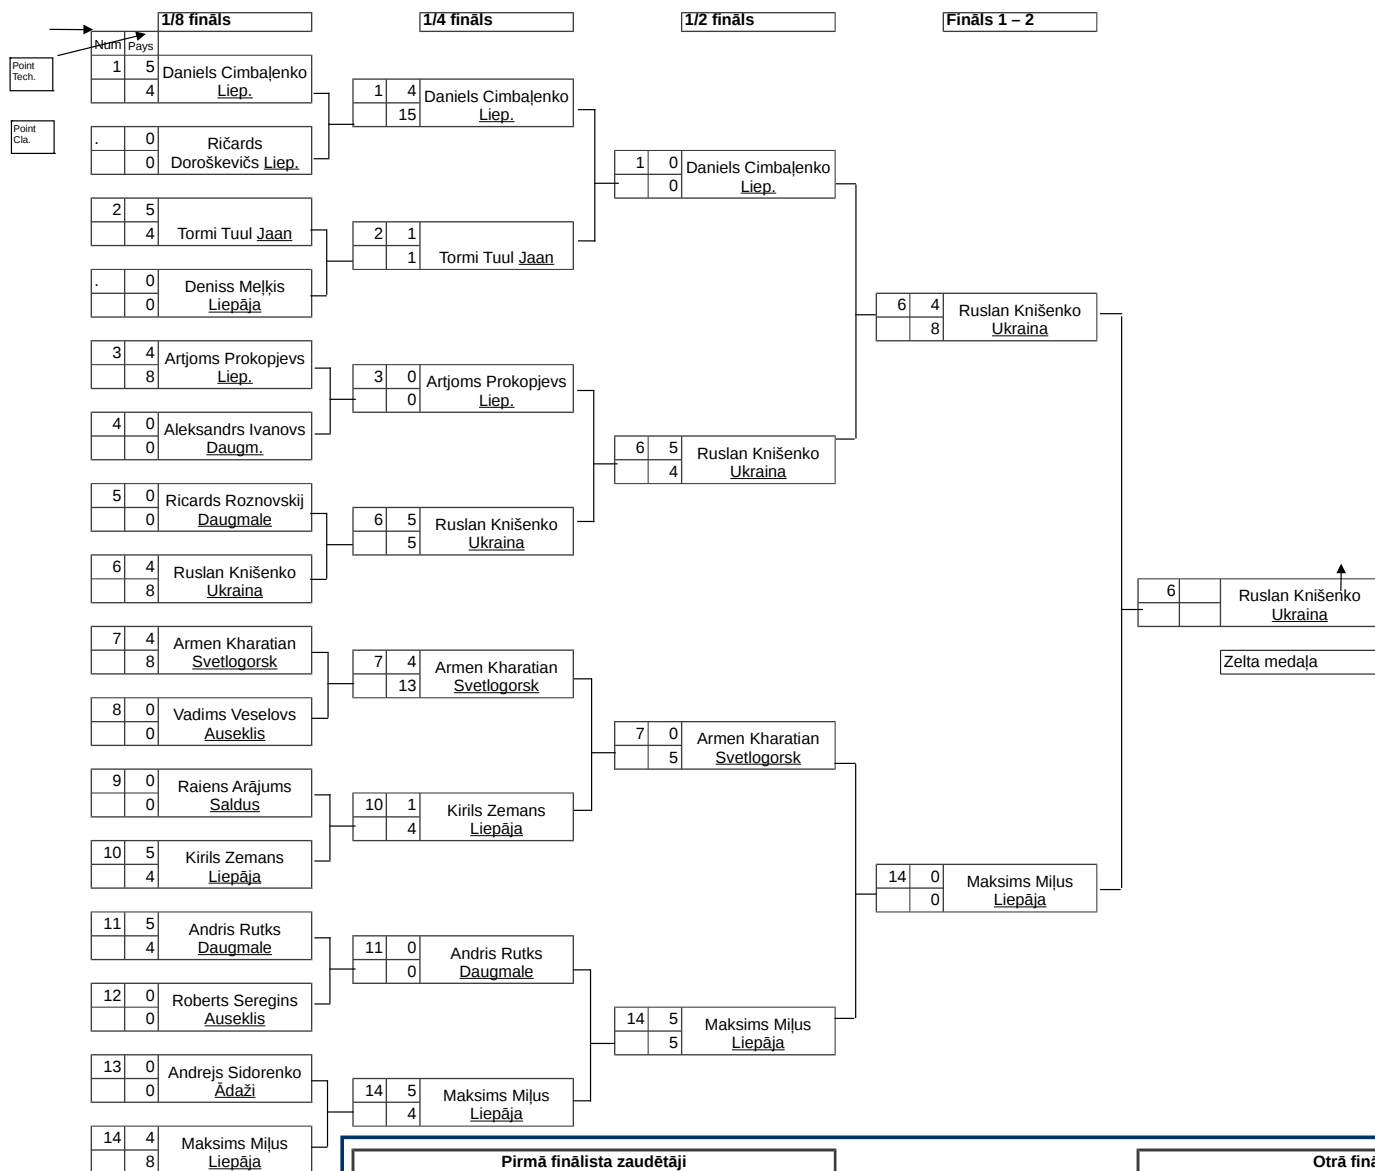 1/8 fināls
1/4 fināls
1/2 fināls
Fināls 1 – 2
Num Pays
Point
Tech.
Point
Cla.
1 5
4
Daniels Cimbaļenko
Liep.
. 0
0
Ričards
Doroškevičs Liep.
2 5
4
Tormi Tuul Jaan
. 0
0
Deniss Meļķis
Liepāja
3 4
8
Artjoms Prokopjevs
Liep.
4 0
0
Aleksandrs Ivanovs
Daugm.
5 0
0
Ricards Roznovskij
Daugmale
6 4
8
Ruslan Knišenko
Ukraina
7 4
8
Armen Kharatian
Svetlogorsk
8 0
0
Vadims Veselovs
Auseklis
9 0
0
Raiens Arājums
Saldus
10 5
4
Kirils Zemans
Liepāja
11 5
4
Andris Rutks
Daugmale
12 0
0
Roberts Seregins
Auseklis
13 0
0
Andrejs Sidorenko
Ādaži
14 4
8
Maksims Miļus
Liepāja
1 4
15
Daniels Cimbaļenko
Liep.
2 1
1
Tormi Tuul Jaan
3 0
0
Artjoms Prokopjevs
Liep.
6 5
5
Ruslan Knišenko
Ukraina
7 4
13
Armen Kharatian
Svetlogorsk
10 1
4
Kirils Zemans
Liepāja
11 0
0
Andris Rutks
Daugmale
14 5
4
Maksims Miļus
Liepāja
1 0
0
Daniels Cimbaļenko
Liep.
6 5
4
Ruslan Knišenko
Ukraina
7 0
5
Armen Kharatian
Svetlogorsk
14 5
5
Maksims Miļus
Liepāja
6 4
8
Ruslan Knišenko
Ukraina
14 0
0
Maksims Miļus
Liepāja
6
Ruslan Knišenko
Ukraina
Zelta medaļa
Pirmā finālista zaudētāji
Otrā finā